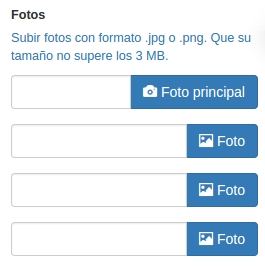 Fotos
Subir fotos con formato .jpg o .png. Que su
tamaño no supere los 3 MB.
Foto principal
Foto
Foto
Foto